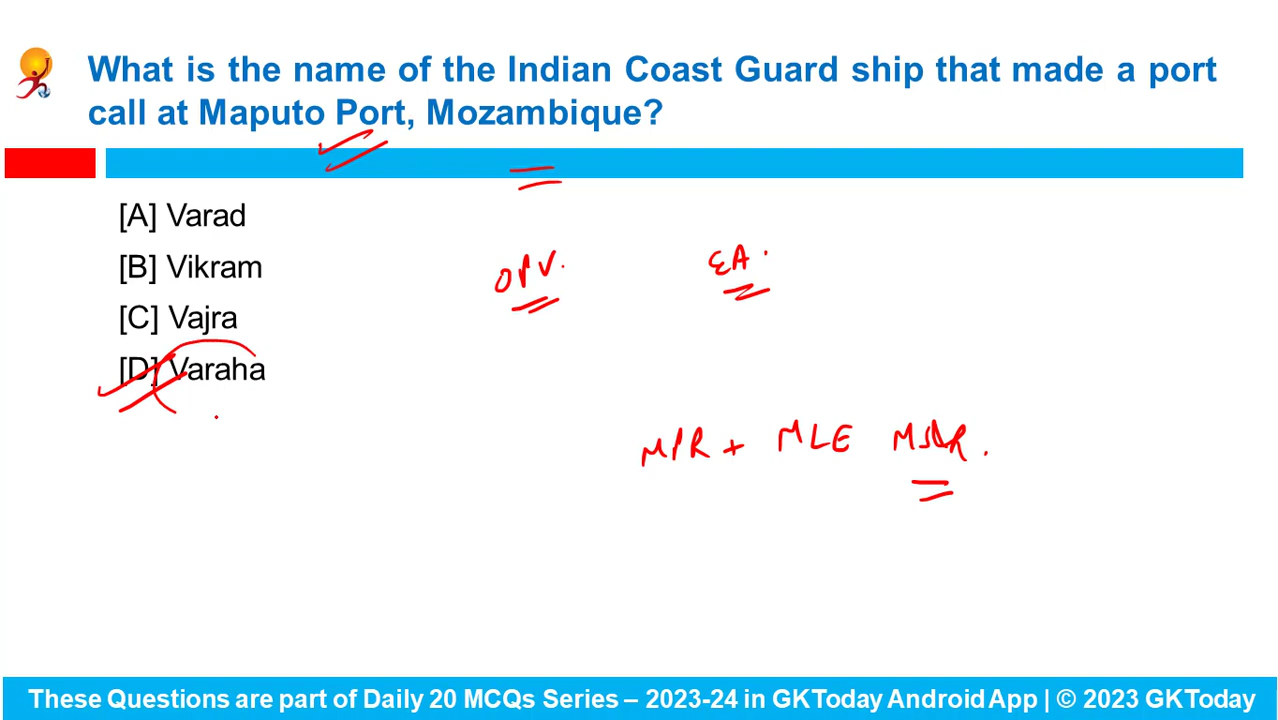 What is the name of the Indian Coast Guard ship that made a port
call at Maputo Port, Mozambique?
[A] Varad
[B] Vikram
OPV.
EA.
[C] Vajra
[D] Varaha
MPR + MLE
These Questions are part of Daily 20 MCQs Series – 2023-24 in GKToday Android App | © 2023 GKToday